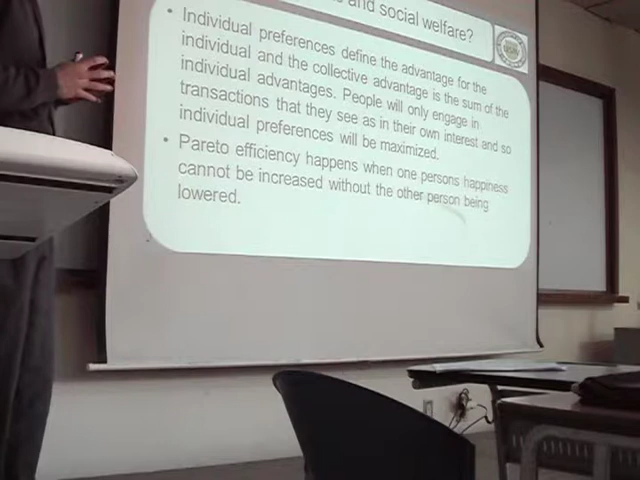 and social welfare?
• Individual preferences define the advantage for the
individual and the collective advantage is the sum of the
individual advantages. People will only engage in
transactions that they see as in their own interest and so
individual preferences will be maximized.
• Pareto efficiency happens when one persons happiness
cannot be increased without the other person being
lowered.